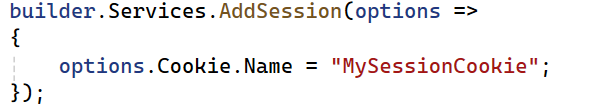 builder.Services.AddSession(options =>
{
    options.Cookie.Name = "MySessionCookie";
});